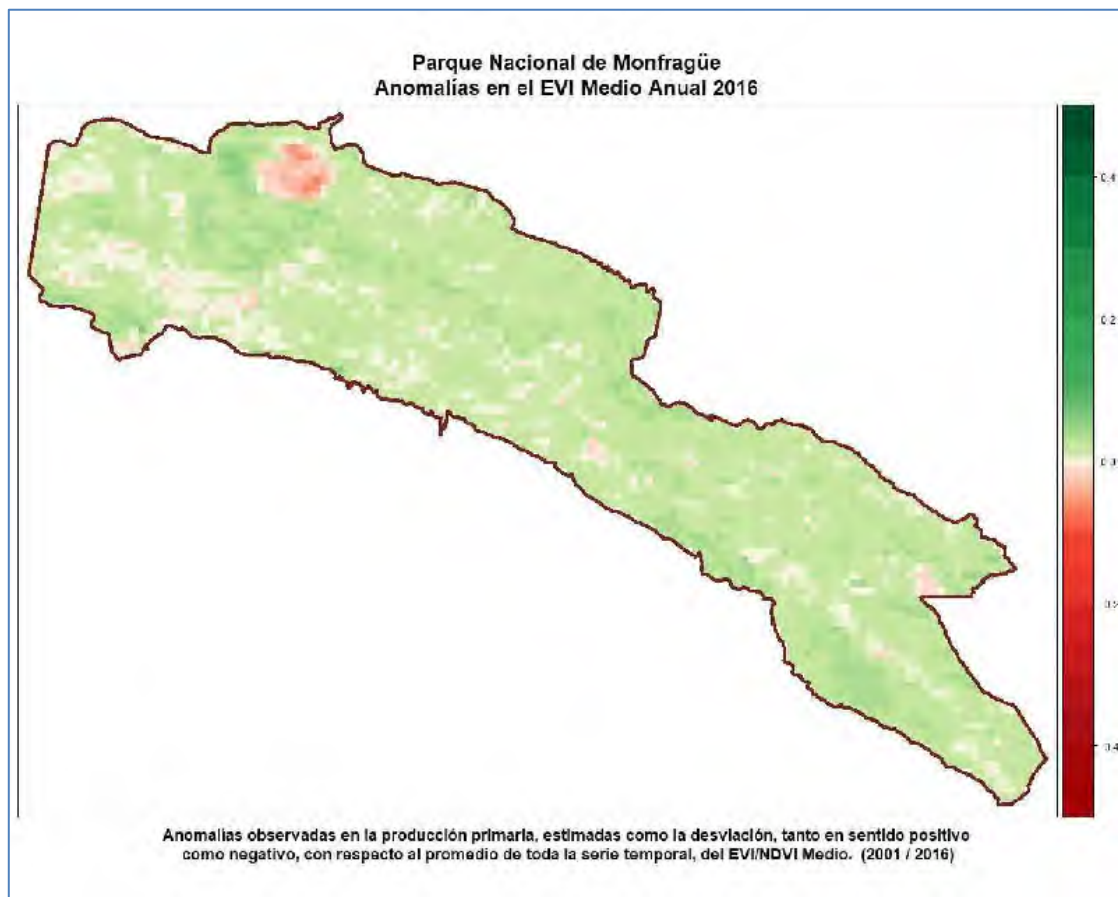 Parque Nacional de Monfragüe
Anomalías en el EVI Medio Anual 2016
0.4
0.2
0.4
Anomalías observadas en la producción primaria, estimadas como la desviación, tanto en sentido positivo
como negativo, con respecto al promedio de toda la serie temporal, del EVI/NDVI Medio. (2001 / 2016)